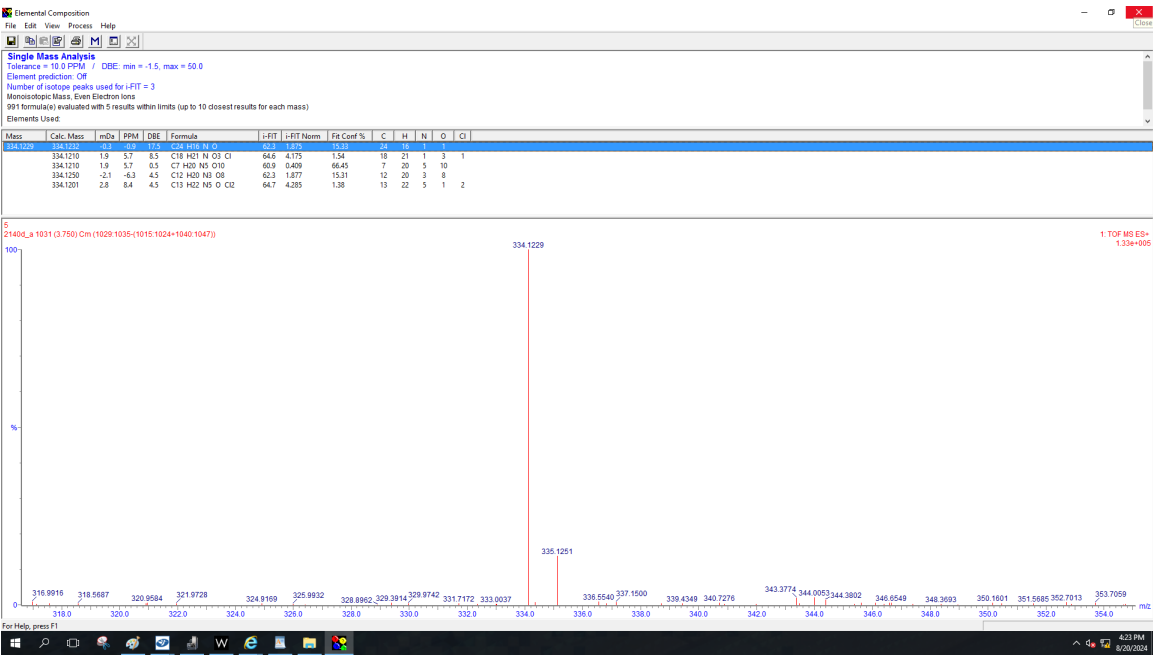 Elemental Composition
File Edit View Process Help
Close
Single Mass Analysis
Tolerance = 10.0 PPM / DBE: min = -1.5, max = 50.0
Element prediction: Off
Number of isotope peaks used for i-FIT = 3
Monoisotopic Mass, Even Electron Ions
991 formula(e) evaluated with 5 results within limits (up to 10 closest results for each mass)
Elements Used:
Mass Calc. Mass mDa PPM DBE Formula i-FIT i-FIT Norm Fit Conf % C H N O Cl
334.1229 334.1232 -0.3 -0.9 17.5 C24 H16 N O 62.3 1.875 15.33 24 16 1 1
334.1210 1.9 5.7 8.5 C18 H21 N O3 Cl 64.6 4.175 1.54 18 21 1 3 1
334.1210 1.9 5.7 0.5 C7 H20 N5 O10 60.9 0.409 66.45 7 20 5 10
334.1250 -2.1 -6.3 4.5 C12 H20 N3 O8 62.3 1.877 15.31 12 20 3 8
334.1201 2.8 8.4 4.5 C13 H22 N5 O Cl2 64.7 4.285 1.38 13 22 5 1 2
5
2140d_a 1031 (3.750) Cm (1029:1035-(1015:1024+1040:1047))
1: TOF MS ES+
1.33e+005
100
334.1229
%
335.1251
316.9916 318.5687 320.9584 321.9728 324.9169 325.9932 328.8962 329.3914 329.9742 331.7172 333.0037 336.5540 337.1500 339.4349 340.7276 343.3774 344.0053 344.3802 346.6549 348.3693 350.1601 351.5685 352.7013 353.7059
0
m/z
318.0 320.0 322.0 324.0 326.0 328.0 330.0 332.0 334.0 336.0 338.0 340.0 342.0 344.0 346.0 348.0 350.0 352.0 354.0
For Help, press F1
4:23 PM
8/20/2024